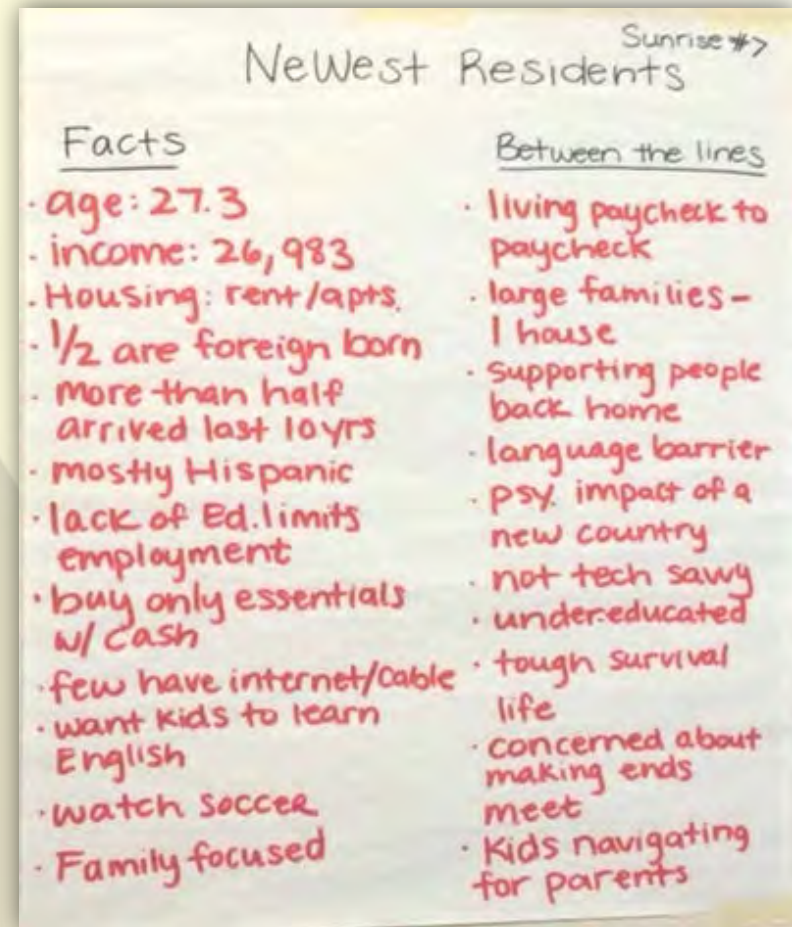 Sunrise #7
Newest Residents
Facts
• age: 27.3
• income: 26,983
• Housing: rent/apts.
• 1/2 are foreign born
• more than half
arrived last 10yrs
• mostly Hispanic
• lack of Ed. limits
employment
• buy only essentials
w/ cash
• few have internet/cable
• want kids to learn
English
• watch soccer
• Family focused
Between the lines
• living paycheck to
paycheck
• large families –
1 house
• supporting people
back home
• language barrier
• psy. impact of a
new country
• not tech savvy
• undereducated
• tough survival
life
• concerned about
making ends
meet
• Kids navigating
for parents